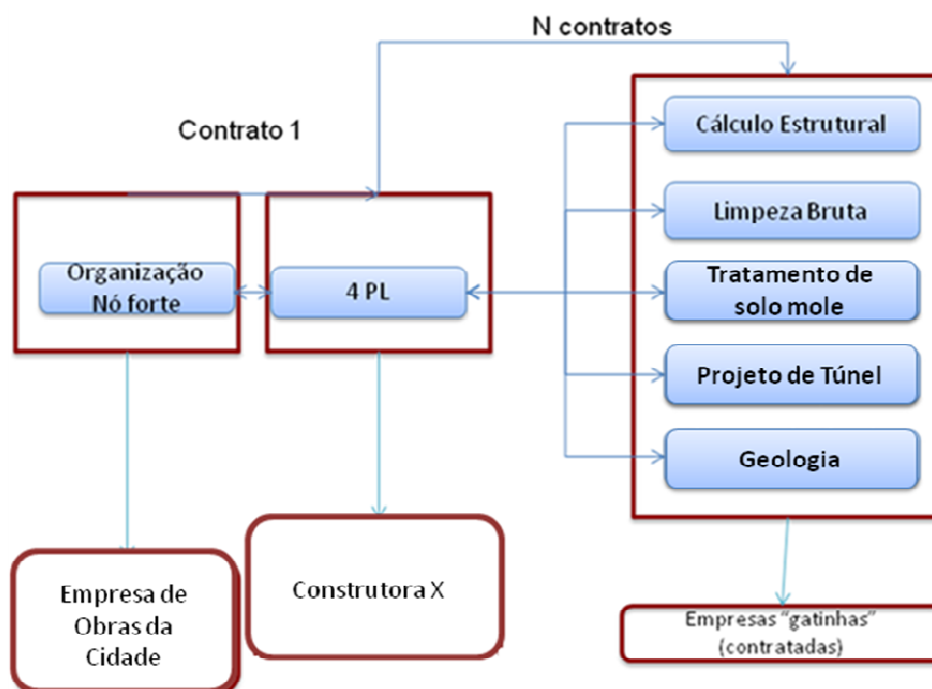 N contratos
Contrato 1
Cálculo Estrutural
Limpeza Bruta
Organização
Nó forte
4 PL
Tratamento de
solo mole
Projeto de Túnel
Geologia
Empresa de
Obras da
Cidade
Construtora X
Empresas "gatinhas"
(contratadas)